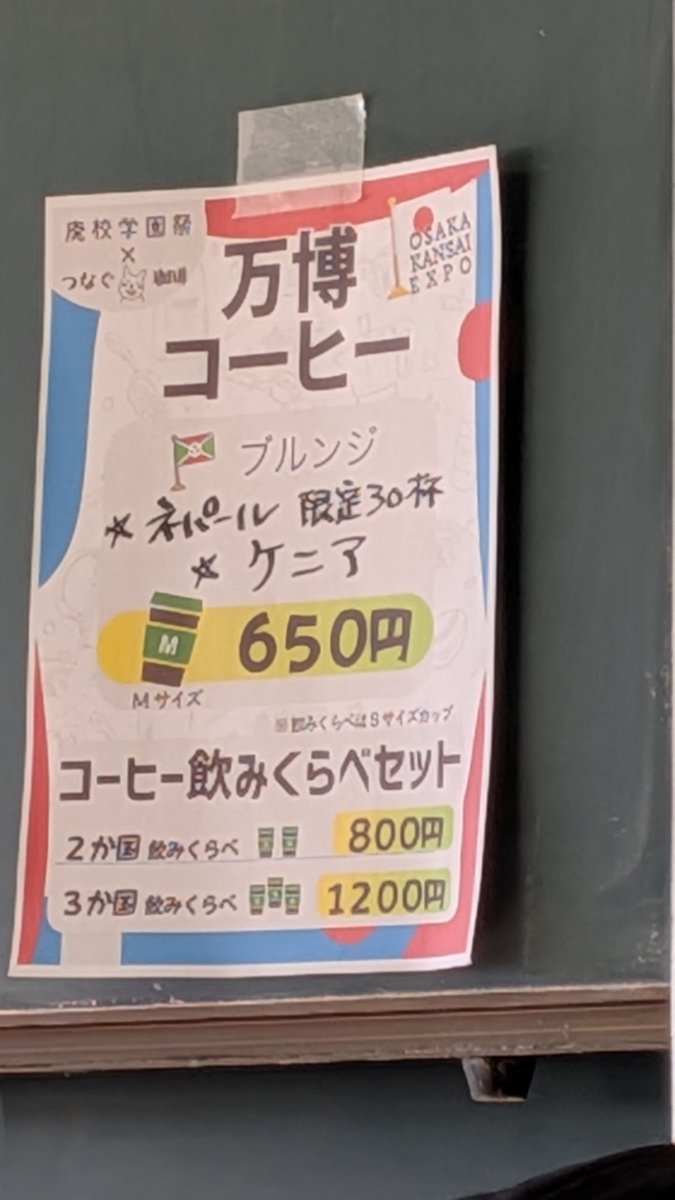 廃校学園祭
×
つなぐ 珈琲
万博
コーヒー
OSAKA
KANSAI
EXPO
ブルンジ
☆ ネパール 限定30杯
☆ ケニア
M
650円
Mサイズ
飲みくらべはSサイズカップ
コーヒー飲みくらべセット
2か国 飲みくらべ 800円
3か国 飲みくらべ 1200円